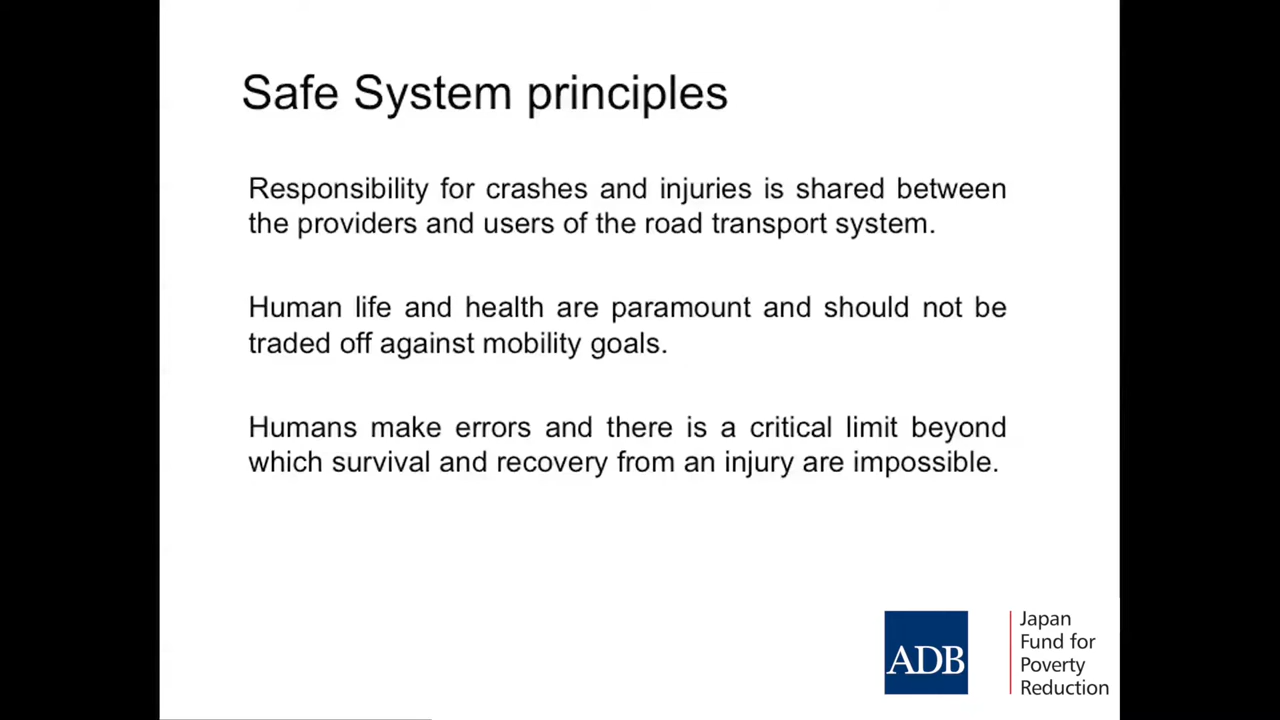 Safe System principles
Responsibility for crashes and injuries is shared between
the providers and users of the road transport system.
Human life and health are paramount and should not be
traded off against mobility goals.
Humans make errors and there is a critical limit beyond
which survival and recovery from an injury are impossible.
ADB
Japan
Fund for
Poverty
Reduction